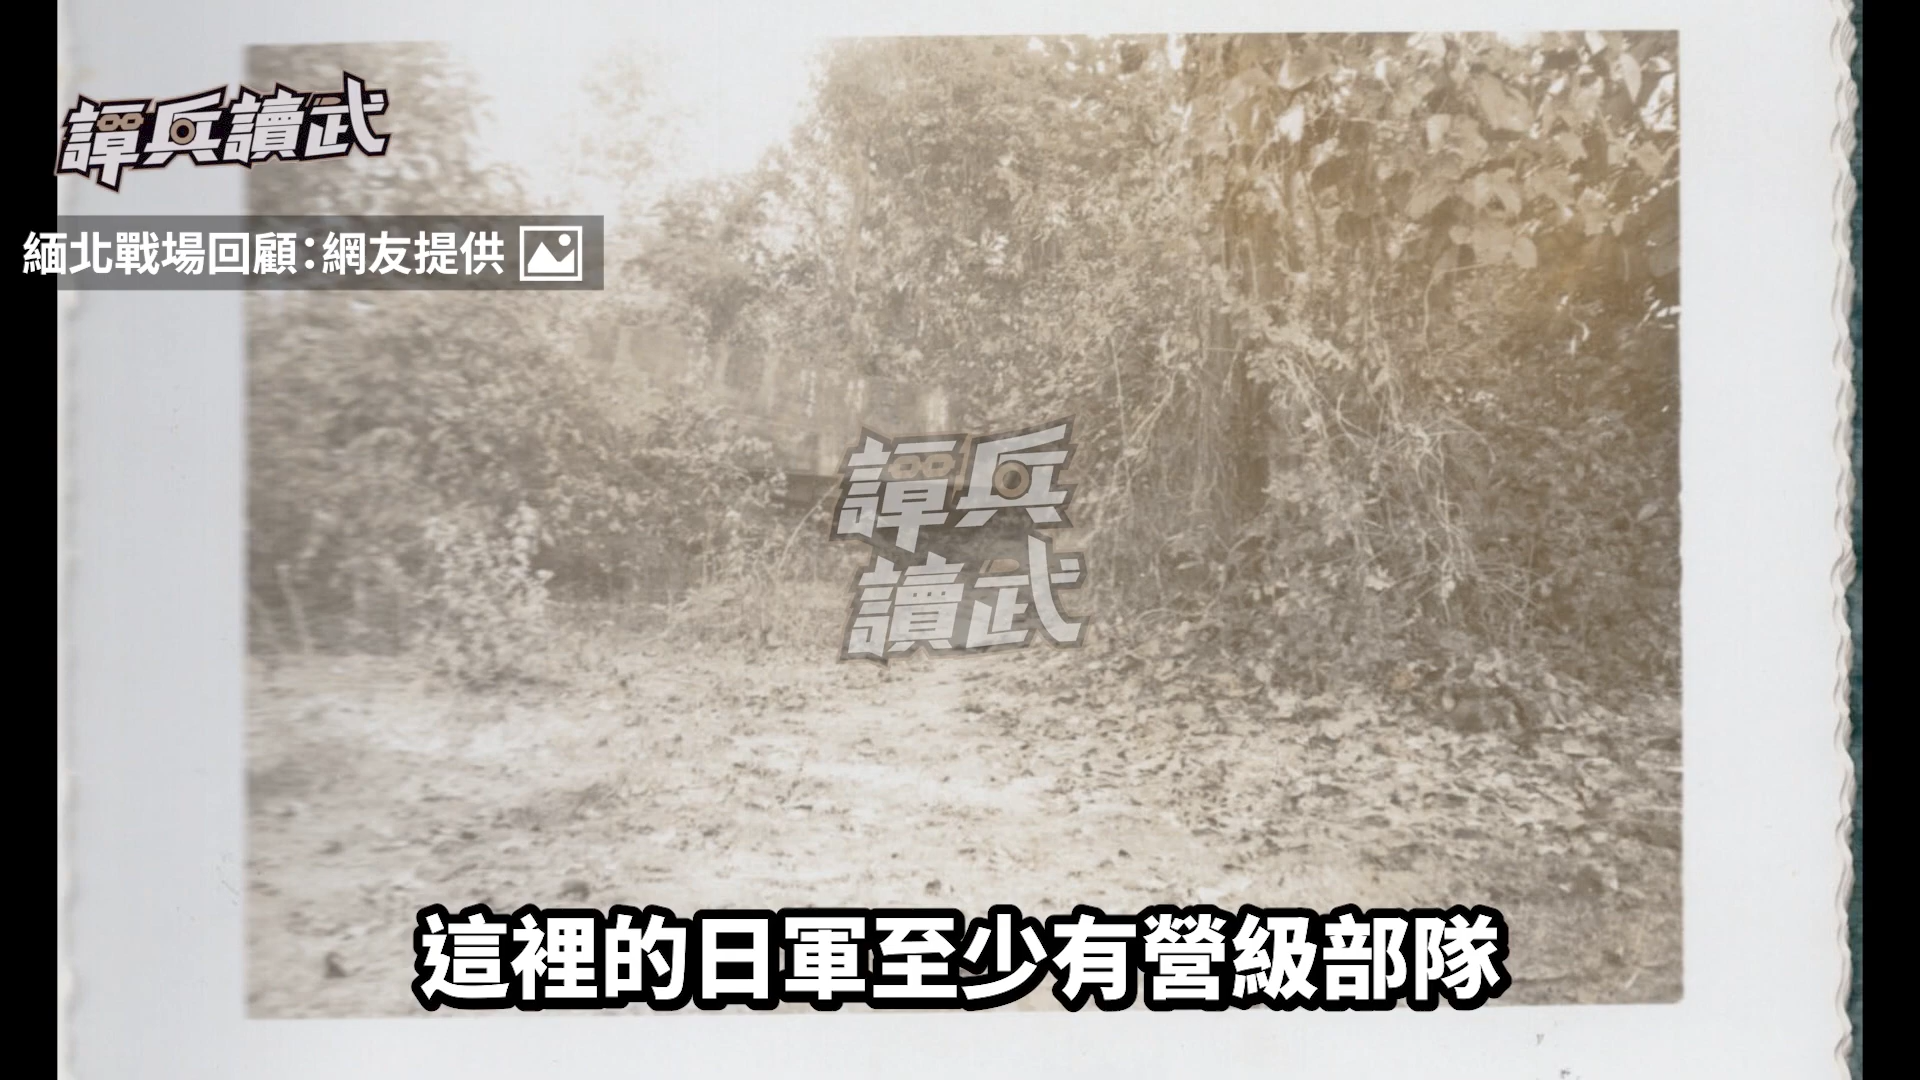 譚兵讀武
緬北戰場回顧：網友提供
譚兵
讀武
這裡的日軍至少有營級部隊